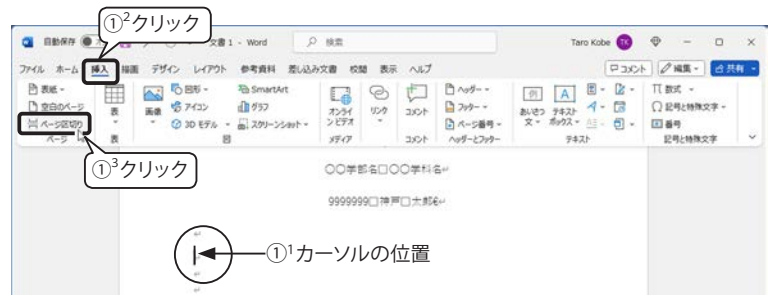 ①²クリック
自動保存
文書 1 - Word
検索
Taro Kobe
TK
ファイル ホーム 挿入 描画 デザイン レイアウト 参考資料 差し込み文書 校閲 表示 ヘルプ
コメント 編集 共有
表紙
空白のページ
ページ区切り
ページ
表
表
画像
図形
アイコン
3D モデル
SmartArt
グラフ
スクリーンショット
図
オンラインビデオ
メディア
リンク
コメント
コメント
ヘッダー
フッター
ページ番号
ヘッダーとフッター
あいさつ文
テキストボックス
テキスト
数式
記号と特殊文字
番号
記号と特殊文字
①³クリック
〇〇学部名□〇〇学科名↵
9999999□神戸□太郎↵
①¹カーソルの位置